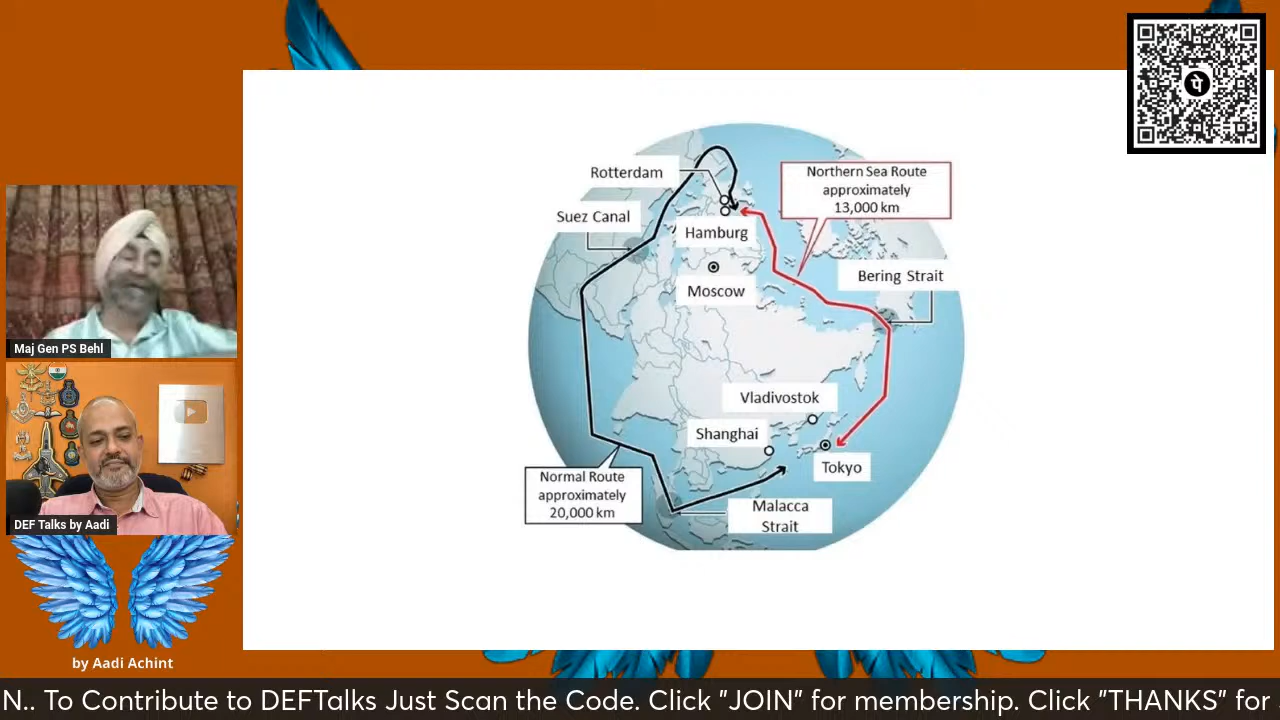 Rotterdam
Northern Sea Route
approximately
13,000 km
Suez Canal
Hamburg
Bering Strait
Moscow
Vladivostok
Shanghai
Tokyo
Normal Route
approximately
20,000 km
Malacca
Strait
पे
Maj Gen PS Behl
DEF Talks by Aadi
by Aadi Achint
N.. To Contribute to DEFTalks Just Scan the Code. Click "JOIN" for membership. Click "THANKS" for